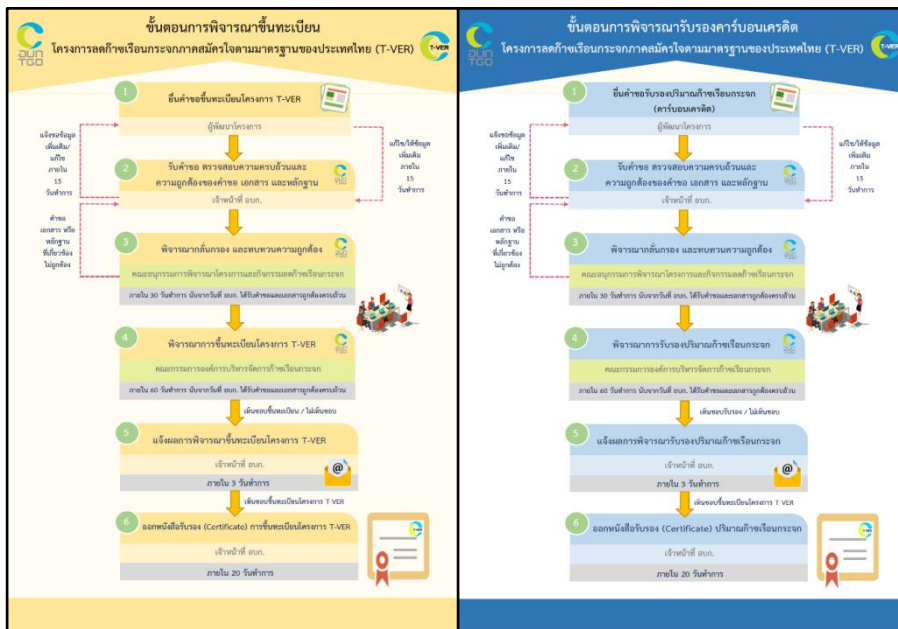 อบก
TGO
ขั้นตอนการพิจารณาขึ้นทะเบียน
โครงการลดก๊าซเรือนกระจกภาคสมัครใจตามมาตรฐานของประเทศไทย (T-VER)
T-VER
1
ยื่นคำขอขึ้นทะเบียนโครงการ T-VER
ผู้พัฒนาโครงการ
แจ้งขอข้อมูล
เพิ่มเติม/
แก้ไข
ภายใน
15
วันทำการ
แก้ไข/ให้ข้อมูล
เพิ่มเติม
ภายใน
15
วันทำการ
2
รับคำขอ ตรวจสอบความครบถ้วนและ
ความถูกต้องของคำขอ เอกสาร และหลักฐาน
เจ้าหน้าที่ อบก.
คำขอ
เอกสาร หรือ
หลักฐาน
ที่เกี่ยวข้อง
ไม่ถูกต้อง
3
พิจารณากลั่นกรอง และทบทวนความถูกต้อง
คณะอนุกรรมการพิจารณาโครงการและกิจกรรมลดก๊าซเรือนกระจก
ภายใน 30 วันทำการ นับจากวันที่ อบก. ได้รับคำขอและเอกสารถูกต้องครบถ้วน
4
พิจารณาการขึ้นทะเบียนโครงการ T-VER
คณะกรรมการองค์การบริหารจัดการก๊าซเรือนกระจก
ภายใน 60 วันทำการ นับจากวันที่ อบก. ได้รับคำขอและเอกสารถูกต้องครบถ้วน
เห็นชอบขึ้นทะเบียน / ไม่เห็นชอบ
5
แจ้งผลการพิจารณาขึ้นทะเบียนโครงการ T-VER
เจ้าหน้าที่ อบก.
ภายใน 3 วันทำการ
เห็นชอบขึ้นทะเบียนโครงการ T VER
6
ออกหนังสือรับรอง (Certificate) การขึ้นทะเบียนโครงการ T-VER
เจ้าหน้าที่ อบก.
ภายใน 20 วันทำการ
อบก
TGO
ขั้นตอนการพิจารณารับรองคาร์บอนเครดิต
โครงการลดก๊าซเรือนกระจกภาคสมัครใจตามมาตรฐานของประเทศไทย (T-VER)
T-VER
1
ยื่นคำขอรับรองปริมาณก๊าซเรือนกระจก
(คาร์บอนเครดิต)
ผู้พัฒนาโครงการ
แจ้งขอข้อมูล
เพิ่มเติม/
แก้ไข
ภายใน
15
วันทำการ
แก้ไข/ให้ข้อมูล
เพิ่มเติม
ภายใน
15
วันทำการ
2
รับคำขอ ตรวจสอบความครบถ้วนและ
ความถูกต้องของคำขอ เอกสาร และหลักฐาน
เจ้าหน้าที่ อบก.
คำขอ
เอกสาร หรือ
หลักฐาน
ที่เกี่ยวข้อง
ไม่ถูกต้อง
3
พิจารณากลั่นกรอง และทบทวนความถูกต้อง
คณะอนุกรรมการพิจารณาโครงการและกิจกรรมลดก๊าซเรือนกระจก
ภายใน 30 วันทำการ นับจากวันที่ อบก. ได้รับคำขอและเอกสารถูกต้องครบถ้วน
4
พิจารณาการรับรองปริมาณก๊าซเรือนกระจก
คณะกรรมการองค์การบริหารจัดการก๊าซเรือนกระจก
ภายใน 60 วันทำการ นับจากวันที่ อบก. ได้รับคำขอและเอกสารถูกต้องครบถ้วน
เห็นชอบรับรอง / ไม่เห็นชอบ
5
แจ้งผลการพิจารณารับรองปริมาณก๊าซเรือนกระจก
เจ้าหน้าที่ อบก.
ภายใน 3 วันทำการ
เห็นชอบขึ้นทะเบียนโครงการ T VER
6
ออกหนังสือรับรอง (Certificate) ปริมาณก๊าซเรือนกระจก
เจ้าหน้าที่ อบก.
ภายใน 20 วันทำการ